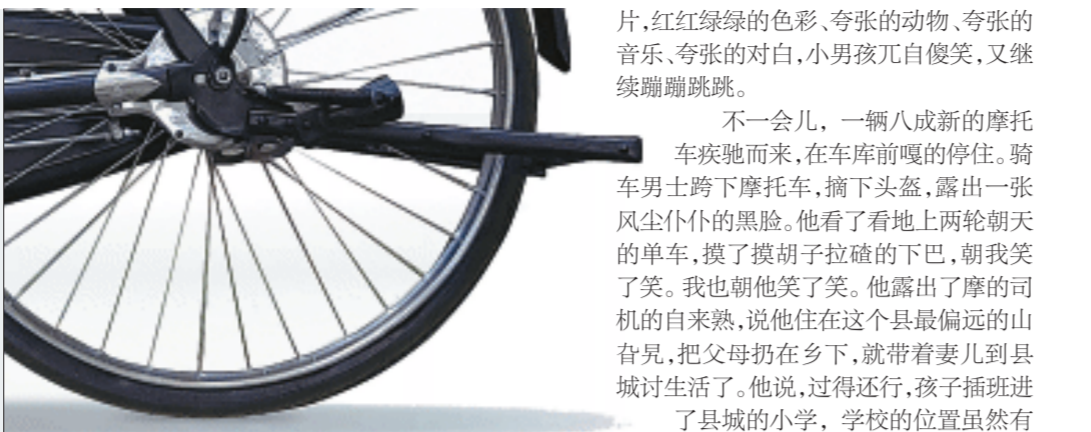 片，红红绿绿的色彩、夸张的动物、夸张的
音乐、夸张的对白，小男孩兀自傻笑，又继
续蹦蹦跳跳。
不一会儿，一辆八成新的摩托
车疾驰而来，在车库前嘎的停住。骑
车男士跨下摩托车，摘下头盔，露出一张
风尘仆仆的黑脸。他看了看地上两轮朝天
的单车，摸了摸胡子拉碴的下巴，朝我笑
了笑。我也朝他笑了笑。他露出了摩的司
机的自来熟，说他住在这个县最偏远的山
旮旯，把父母扔在乡下，就带着妻儿到县
城讨生活了。他说，过得还行，孩子插班进
了县城的小学，学校的位置虽然有